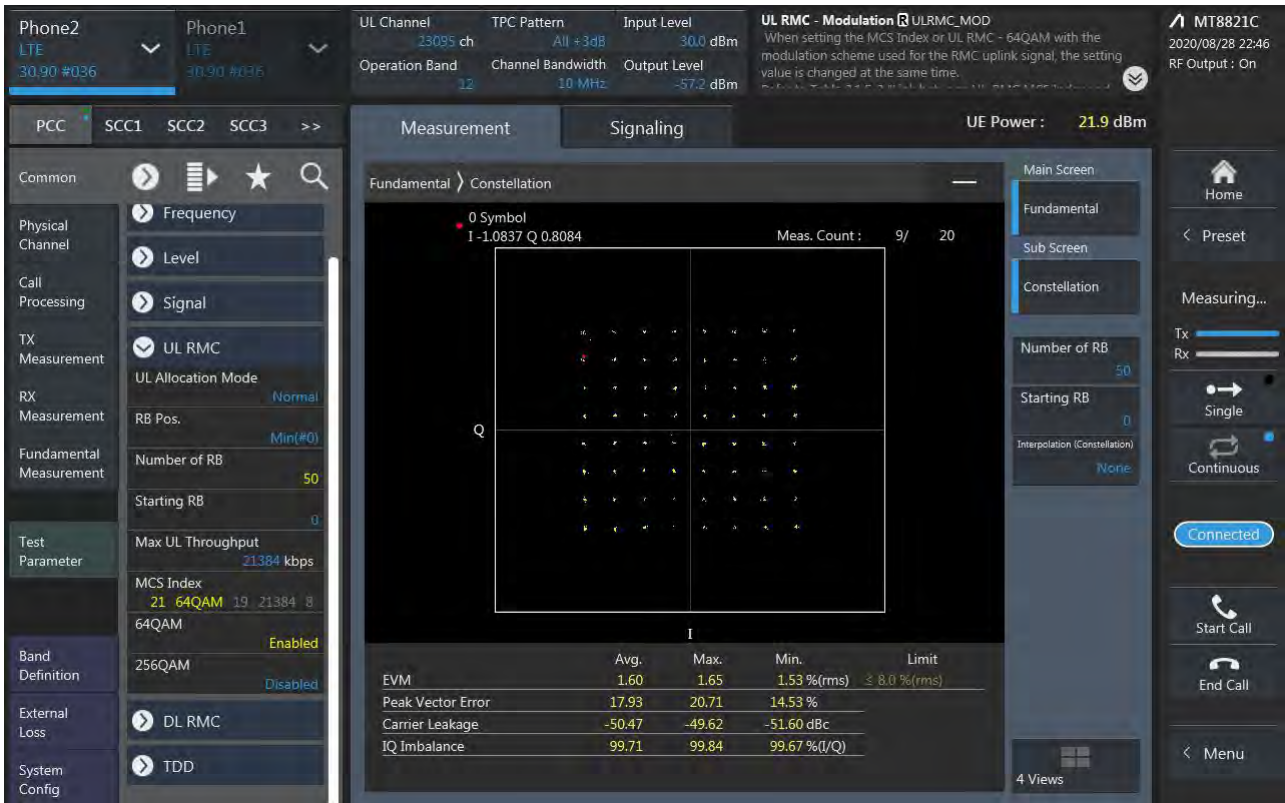 Phone2
LTE
30.90 #036
Phone1
LTE
30.90 #036
UL Channel
23095 ch
Operation Band
12
TPC Pattern
All +3dB
Channel Bandwidth
10 MHz
Input Level
30.0 dBm
Output Level
-57.2 dBm
UL RMC - Modulation R ULRMC_MOD
When setting the MCS Index or UL RMC - 64QAM with the
modulation scheme used for the RMC uplink signal, the setting
value is changed at the same time.
MT8821C
2020/08/28 22:46
RF Output : On
PCC SCC1 SCC2 SCC3 >>
Measurement
Signaling
UE Power : 21.9 dBm
Common
Physical
Channel
Call
Processing
TX
Measurement
RX
Measurement
Fundamental
Measurement
Test
Parameter
Band
Definition
External
Loss
System
Config
Frequency
Level
Signal
UL RMC
UL Allocation Mode
Normal
RB Pos.
Min(#0)
Number of RB
50
Starting RB
0
Max UL Throughput
21384 kbps
MCS Index
21 64QAM 19 21384 8
64QAM
Enabled
256QAM
Disabled
DL RMC
TDD
Fundamental 〉 Constellation
0 Symbol
I -1.0837 Q 0.8084
Meas. Count : 9/ 20
Q
I
Avg. Max. Min. Limit
EVM 1.60 1.65 1.53 %(rms) ≤ 8.0 %(rms)
Peak Vector Error 17.93 20.71 14.53 %
Carrier Leakage -50.47 -49.62 -51.60 dBc
IQ Imbalance 99.71 99.84 99.67 %(I/Q)
Main Screen
Fundamental
Sub Screen
Constellation
Number of RB
50
Starting RB
0
Interpolation (Constellation)
None
4 Views
Home
< Preset
Measuring...
Tx
Rx
Single
Continuous
Connected
Start Call
End Call
< Menu